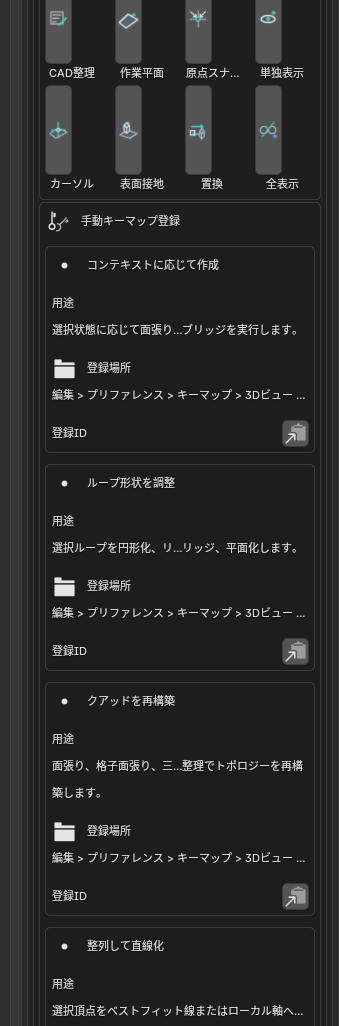 CAD整理 作業平面 原点スナ... 単独表示
カーソル 表面接地 置換 全表示
手動キーマップ登録
コンテキストに応じて作成
用途
選択状態に応じて面張り...ブリッジを実行します。
登録場所
編集 > プリファレンス > キーマップ > 3Dビュー ...
登録ID
ループ形状を調整
用途
選択ループを円形化、リ...リッジ、平面化します。
登録場所
編集 > プリファレンス > キーマップ > 3Dビュー ...
登録ID
クアッドを再構築
用途
面張り、格子面張り、三...整理でトポロジーを再構
築します。
登録場所
編集 > プリファレンス > キーマップ > 3Dビュー ...
登録ID
整列して直線化
用途
選択頂点をベストフィット線またはローカル軸へ...